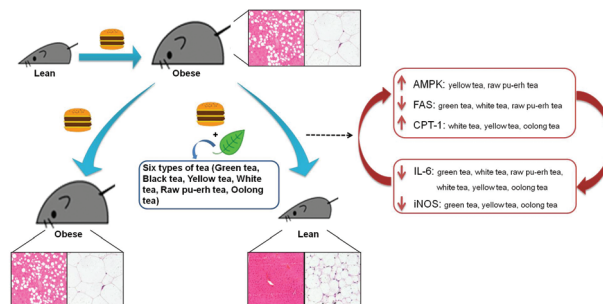 Lean
Obese
+
Six types of tea (Green tea,
Black tea, Yellow tea, White
tea, Raw pu-erh tea, Oolong
tea)
Obese
Lean
AMPK: yellow tea, raw pu-erh tea
FAS: green tea, white tea, raw pu-erh tea
CPT-1: white tea, yellow tea, oolong tea
IL-6: green tea, white tea, raw pu-erh tea,
white tea, yellow tea, oolong tea
iNOS: green tea, yellow tea, oolong tea